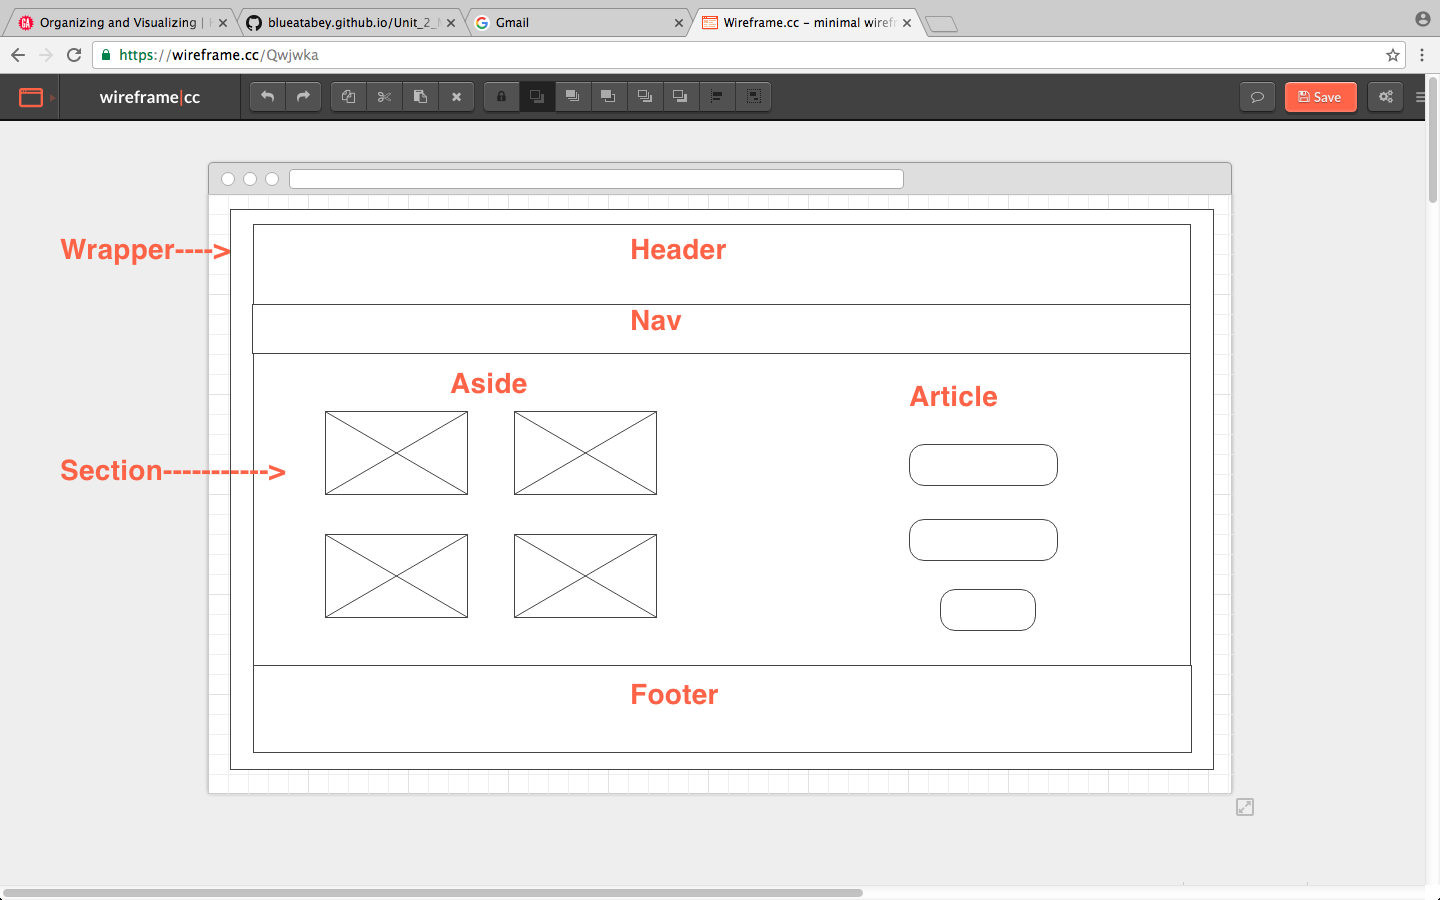 Organizing and Visualizing |
blueatabey.github.io/Unit_2_
Gmail
Wireframe.cc – minimal wiref
https://wireframe.cc/Qwjwka
wireframe|cc
Save
Wrapper---->
Header
Nav
Aside
Article
Section----------->
Footer